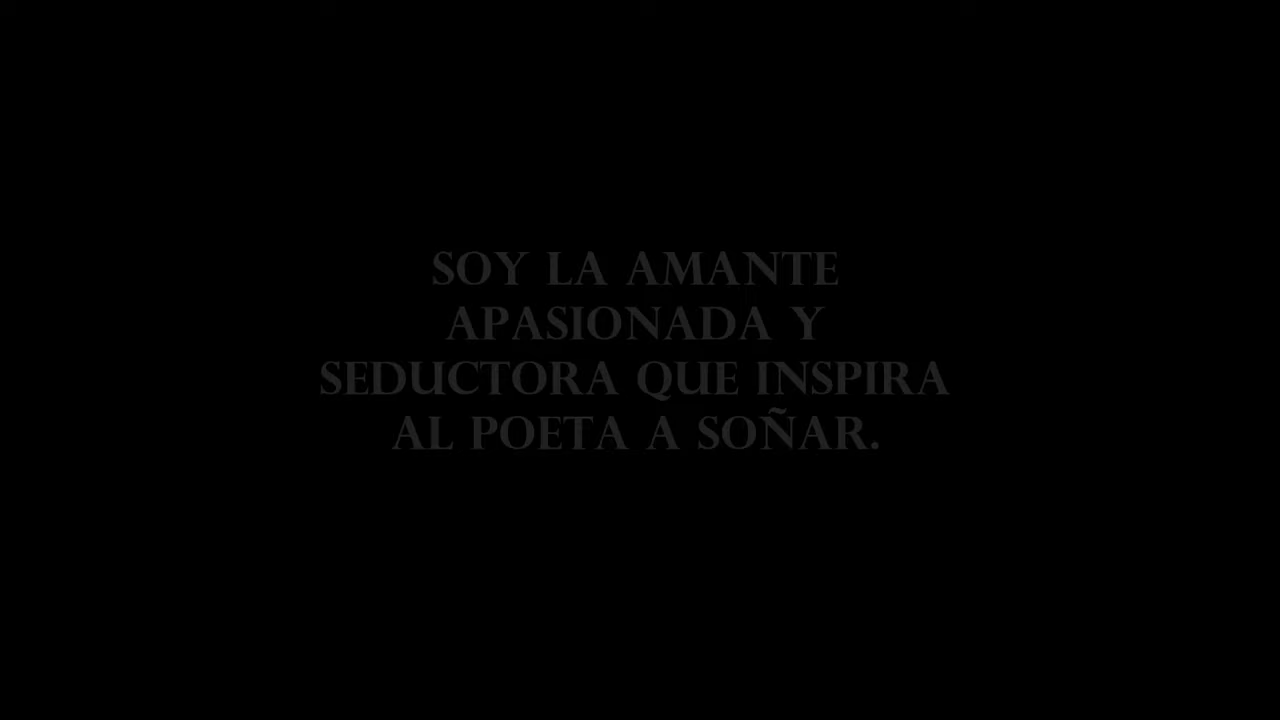 SOY LA AMANTE
APASIONADA Y
SEDUCTORA QUE INSPIRA
AL POETA A SOÑAR.